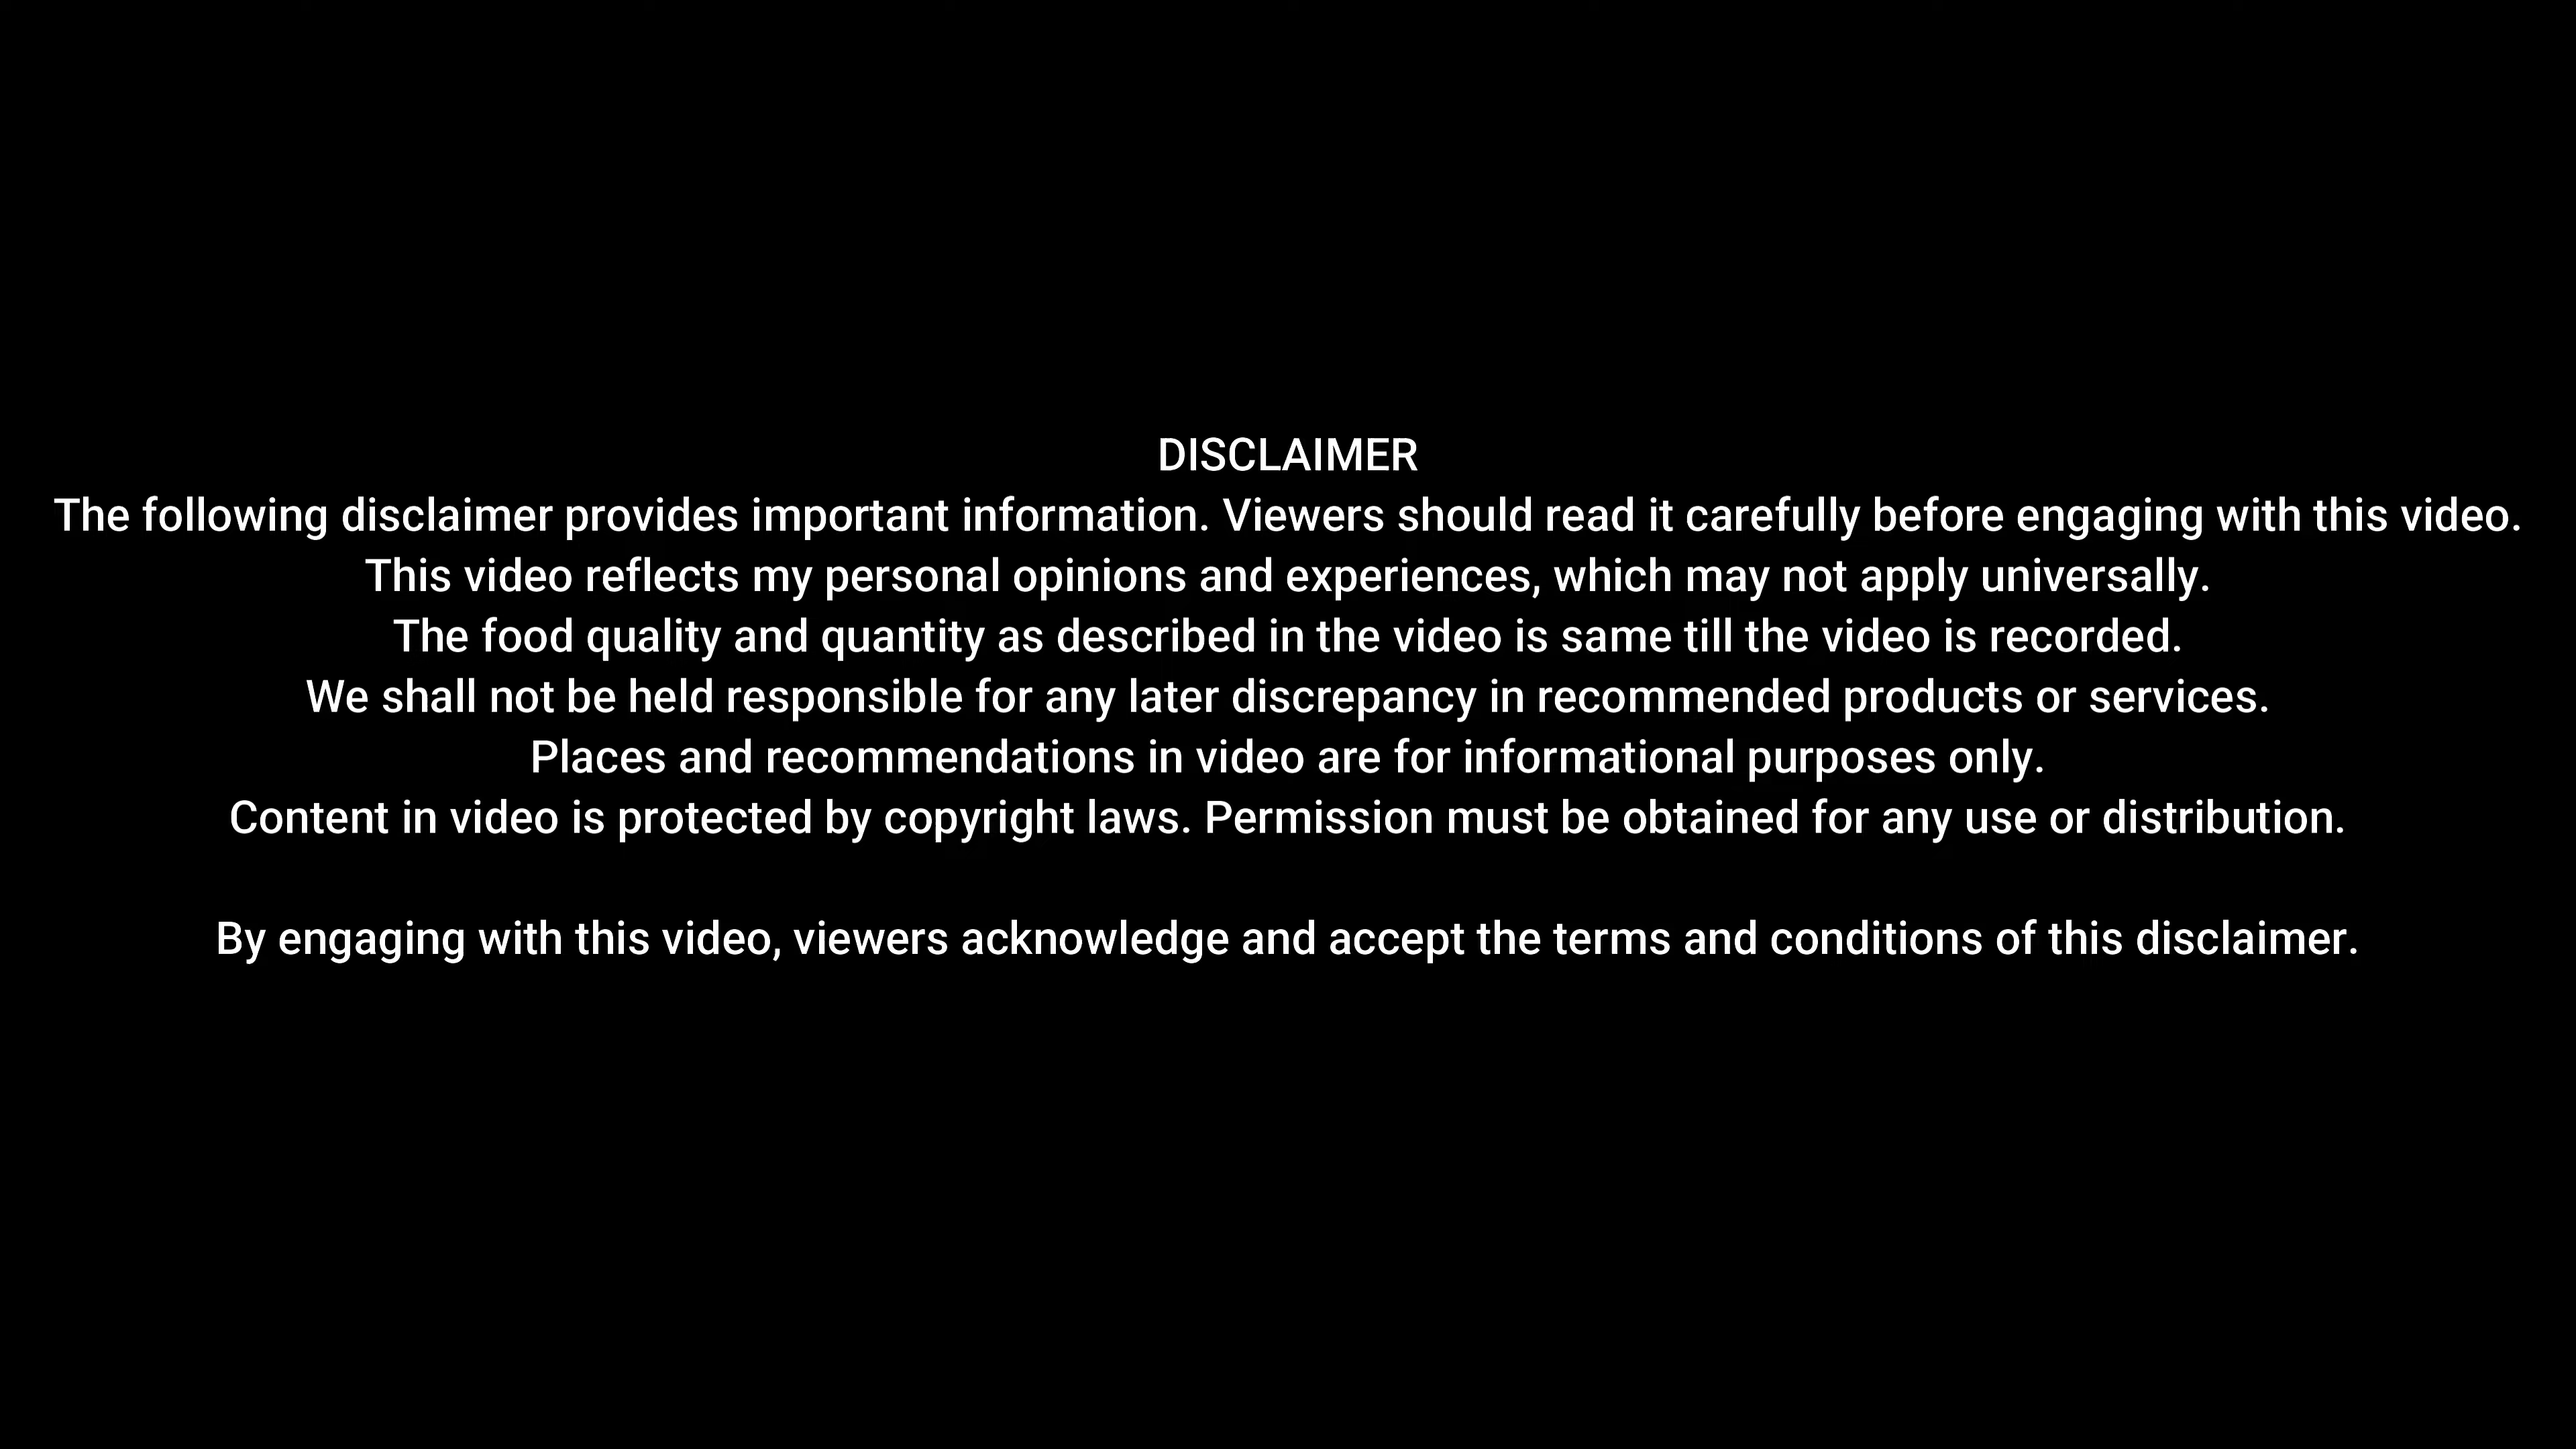 DISCLAIMER
The following disclaimer provides important information. Viewers should read it carefully before engaging with this video.
This video reflects my personal opinions and experiences, which may not apply universally.
The food quality and quantity as described in the video is same till the video is recorded.
We shall not be held responsible for any later discrepancy in recommended products or services.
Places and recommendations in video are for informational purposes only.
Content in video is protected by copyright laws. Permission must be obtained for any use or distribution.
By engaging with this video, viewers acknowledge and accept the terms and conditions of this disclaimer.